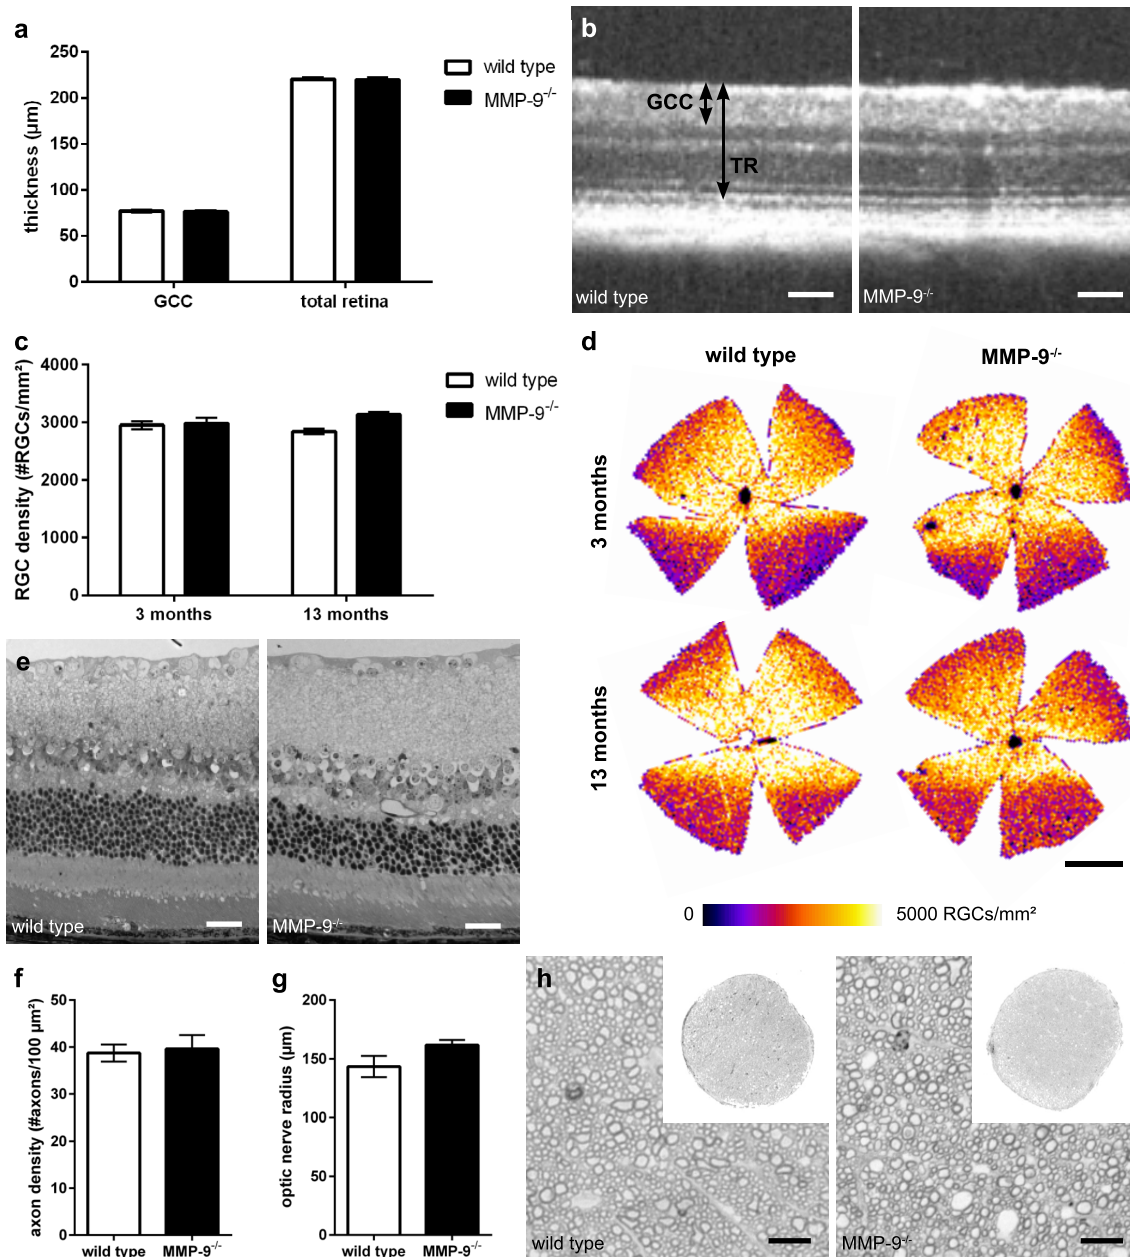 a
250
200
150
100
50
0
thickness (µm)
GCC
total retina
wild type
MMP-9-/-
b
GCC
TR
wild type
MMP-9-/-
c
4000
3000
2000
1000
0
RGC density (#RGCs/mm²)
3 months
13 months
wild type
MMP-9-/-
d
wild type
MMP-9-/-
3 months
13 months
0
5000 RGCs/mm²
e
wild type
MMP-9-/-
f
50
40
30
20
10
0
axon density (#axons/100 µm²)
wild type
MMP-9-/-
g
200
150
100
50
0
optic nerve radius (µm)
wild type
MMP-9-/-
h
wild type
MMP-9-/-